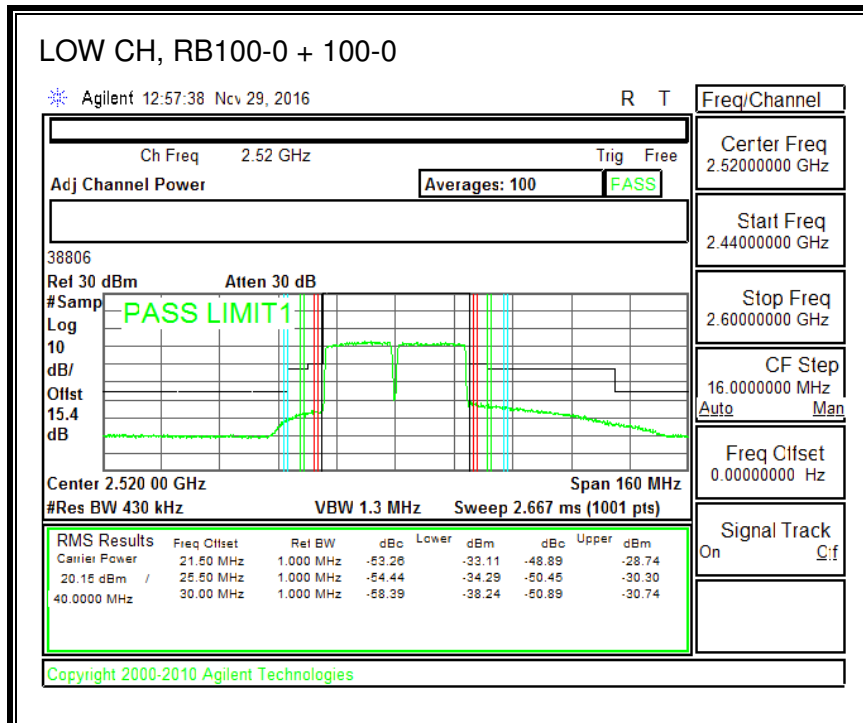 LOW CH, RB100-0 + 100-0
Agilent 12:57:38 Nov 29, 2016 R T
Freq/Channel
Ch Freq 2.52 GHz Trig Free
Adj Channel Power Averages: 100 PASS
Center Freq
2.52000000 GHz
Start Freq
2.44000000 GHz
Stop Freq
2.60000000 GHz
CF Step
16.0000000 MHz
Auto Man
Freq Offset
0.00000000 Hz
Signal Track
On Off
38806
Ref 30 dBm Atten 30 dB
#Samp
Log
10
dB/
Offst
15.4
dB
PASS LIMIT1
Center 2.520 00 GHz Span 160 MHz
#Res BW 430 kHz VBW 1.3 MHz Sweep 2.667 ms (1001 pts)
RMS Results Freq Offset Ref BW dBc Lower dBm dBc Upper dBm
Carrier Power 21.50 MHz 1.000 MHz -53.26 -33.11 -48.89 -28.74
20.15 dBm / 25.50 MHz 1.000 MHz -54.44 -34.29 -50.45 -30.30
40.0000 MHz 30.00 MHz 1.000 MHz -58.39 -38.24 -50.89 -30.74
Copyright 2000-2010 Agilent Technologies